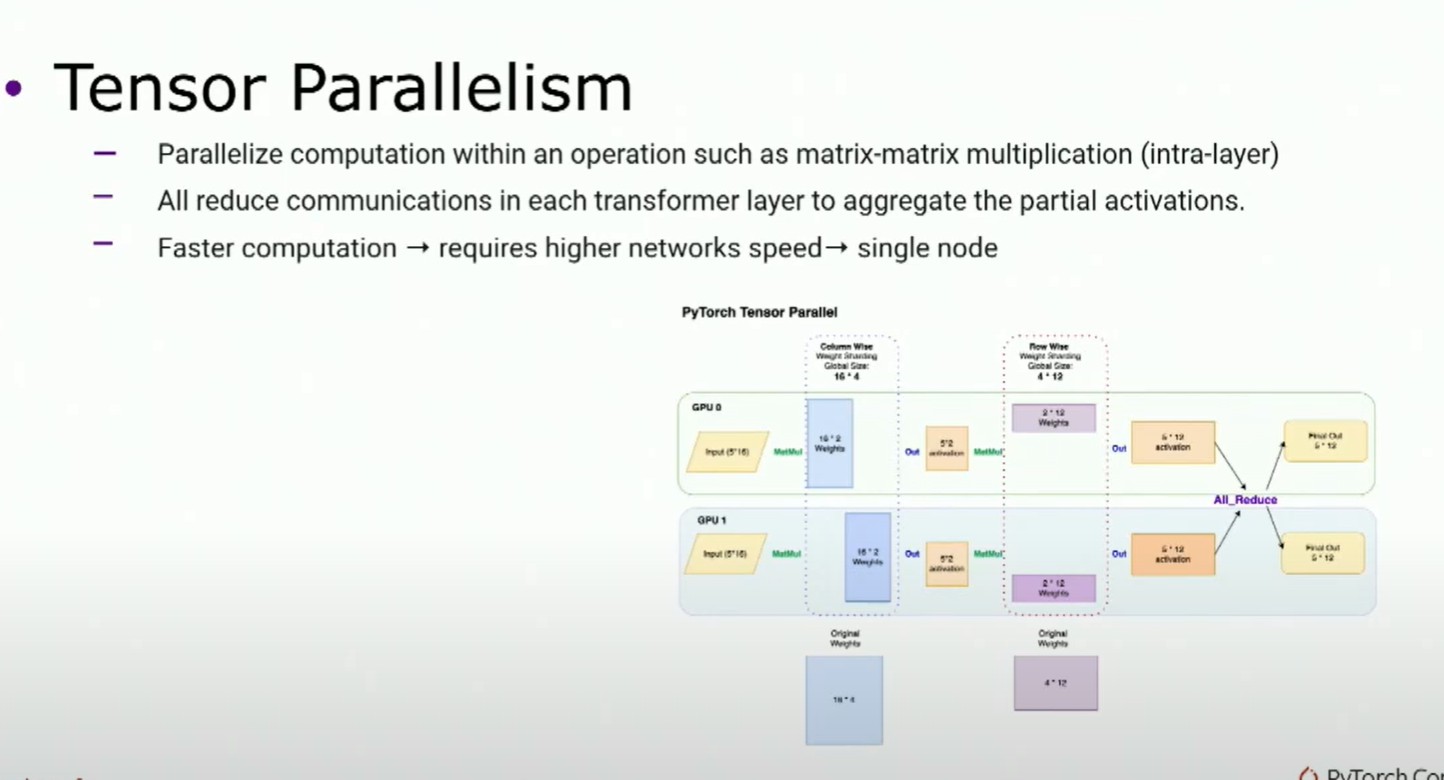 • Tensor Parallelism
– Parallelize computation within an operation such as matrix-matrix multiplication (intra-layer)
– All reduce communications in each transformer layer to aggregate the partial activations.
– Faster computation → requires higher networks speed→ single node
PyTorch Tensor Parallel
Column Wise
Weight Sharding
Global Size:
16 * 4
Row Wise
Weight Sharding
Global Size:
4 * 12
GPU 0
Input (5*16)
MatMul
16 * 2
Weights
Out
5*2
activation
MatMul
2 * 12
Weights
Out
5 * 12
activation
Final Out
5 * 12
All_Reduce
GPU 1
Input (5*16)
MatMul
16 * 2
Weights
Out
5*2
activation
MatMul
2 * 12
Weights
Out
5 * 12
activation
Final Out
5 * 12
Original
Weights
16 * 4
Original
Weights
4 * 12
PyTorch